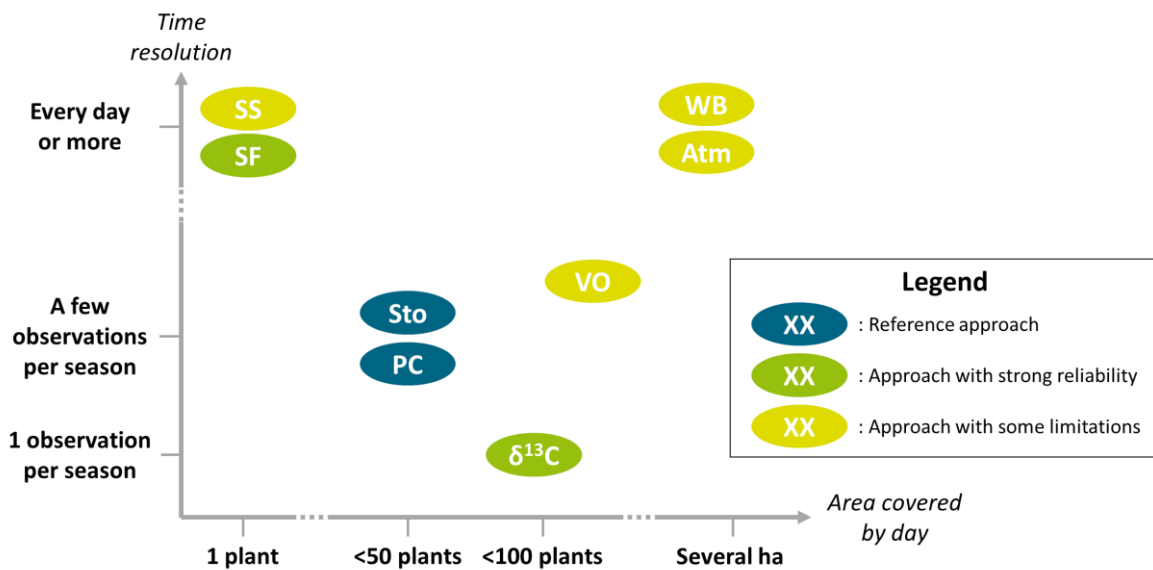 Time
resolution
Every day
or more
SS
SF
WB
Atm
VO
A few
observations
per season
Sto
PC
1 observation
per season
δ¹³C
Legend
XX : Reference approach
XX : Approach with strong reliability
XX : Approach with some limitations
Area covered
by day
1 plant
<50 plants
<100 plants
Several ha